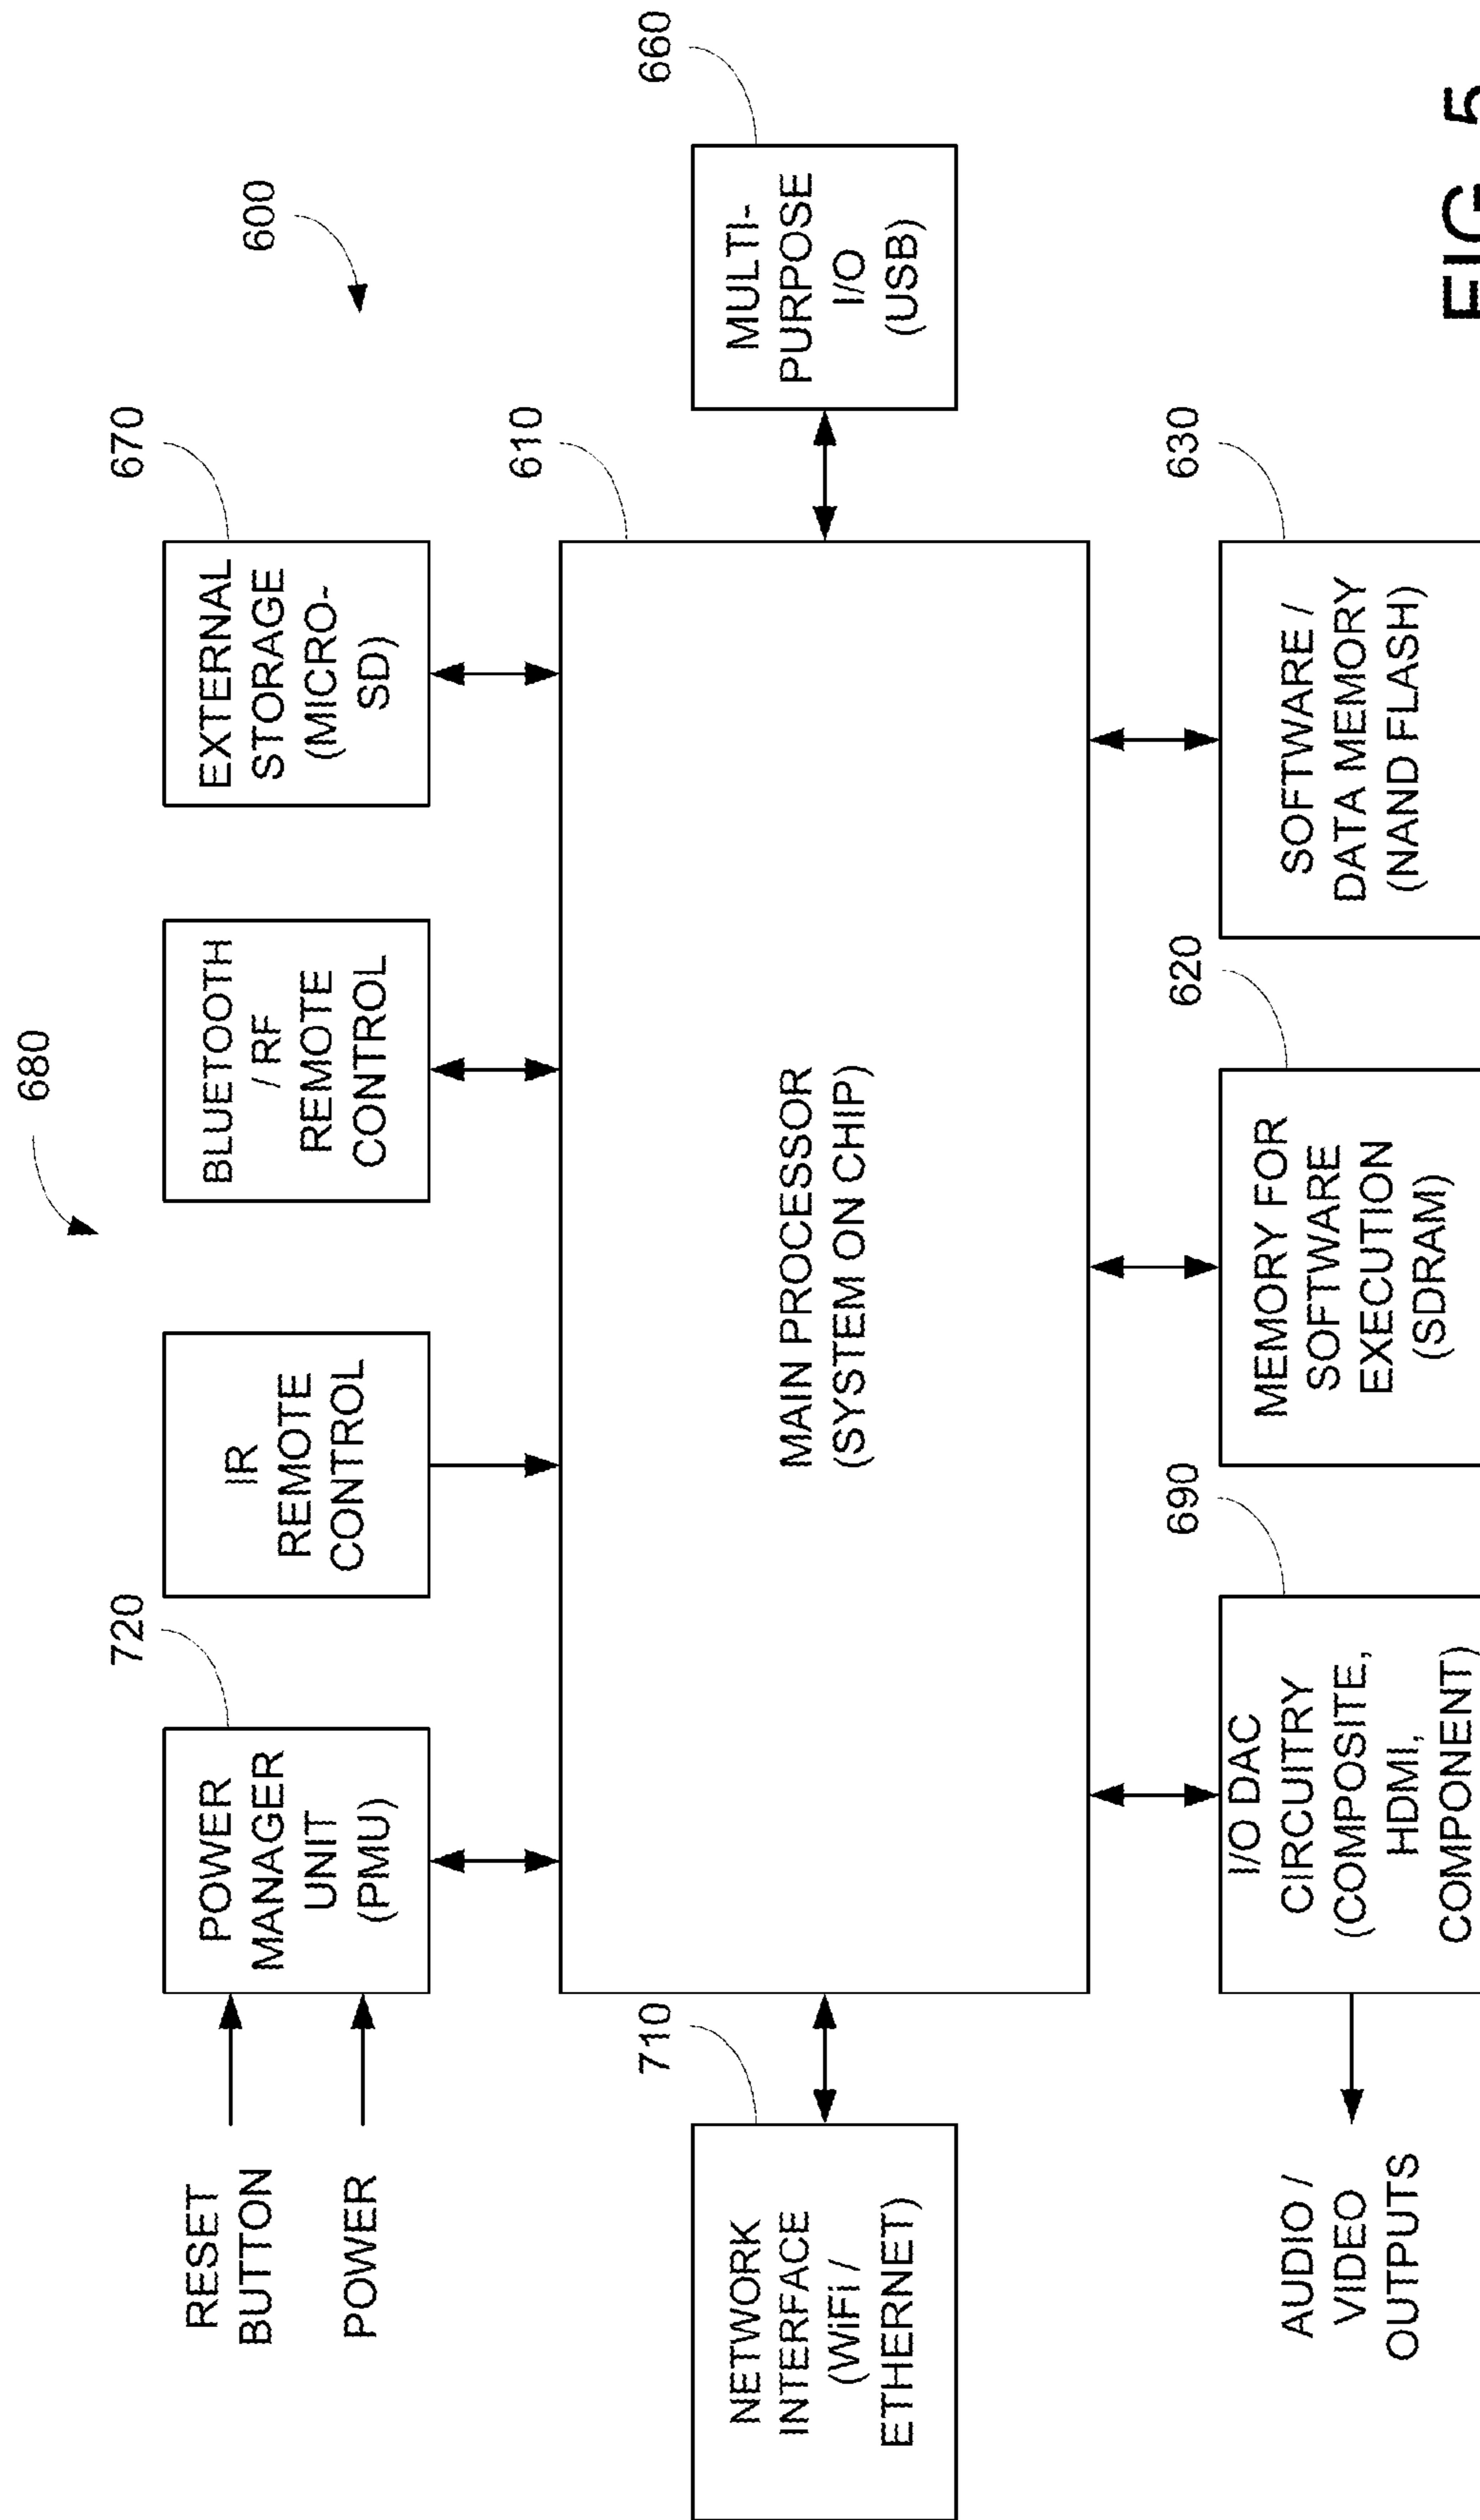 680
720
670
RESET
BUTTON
POWER
POWER
MANAGER
UNIT
(PMU)
IR
REMOTE
CONTROL
BLUETOOTH
/ RF
REMOTE
CONTROL
EXTERNAL
STORAGE
(MICRO-
SD)
600
610
710
660
NETWORK
INTERFACE
(WiFi /
ETHERNET)
MAIN PROCESSOR
(SYSTEM ON CHIP)
MULTI-
PURPOSE
I/O
(USB)
690
620
630
AUDIO /
VIDEO
OUTPUTS
I/O DAC
CIRCUITRY
(COMPOSITE,
HDMI,
COMPONENT)
MEMORY FOR
SOFTWARE
EXECUTION
(SDRAM)
SOFTWARE /
DATA MEMORY
(NAND FLASH)